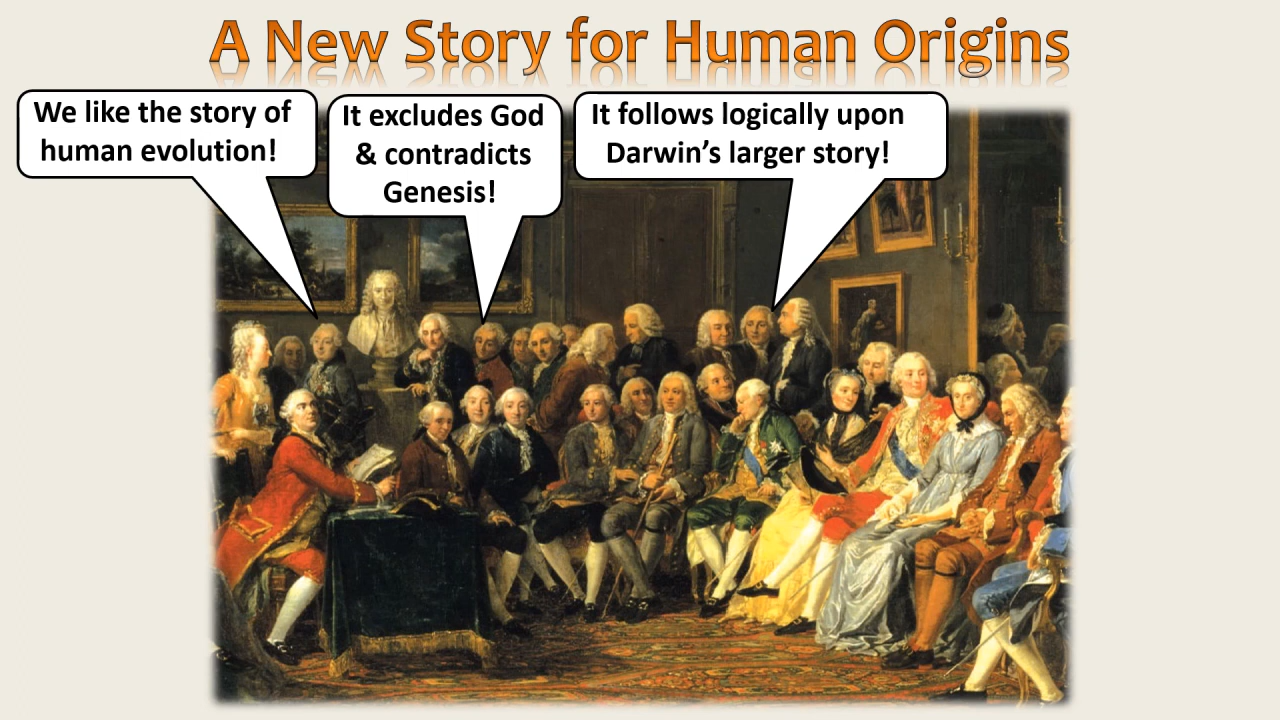 A New Story for Human Origins
We like the story of
human evolution!
It excludes God
& contradicts
Genesis!
It follows logically upon
Darwin’s larger story!